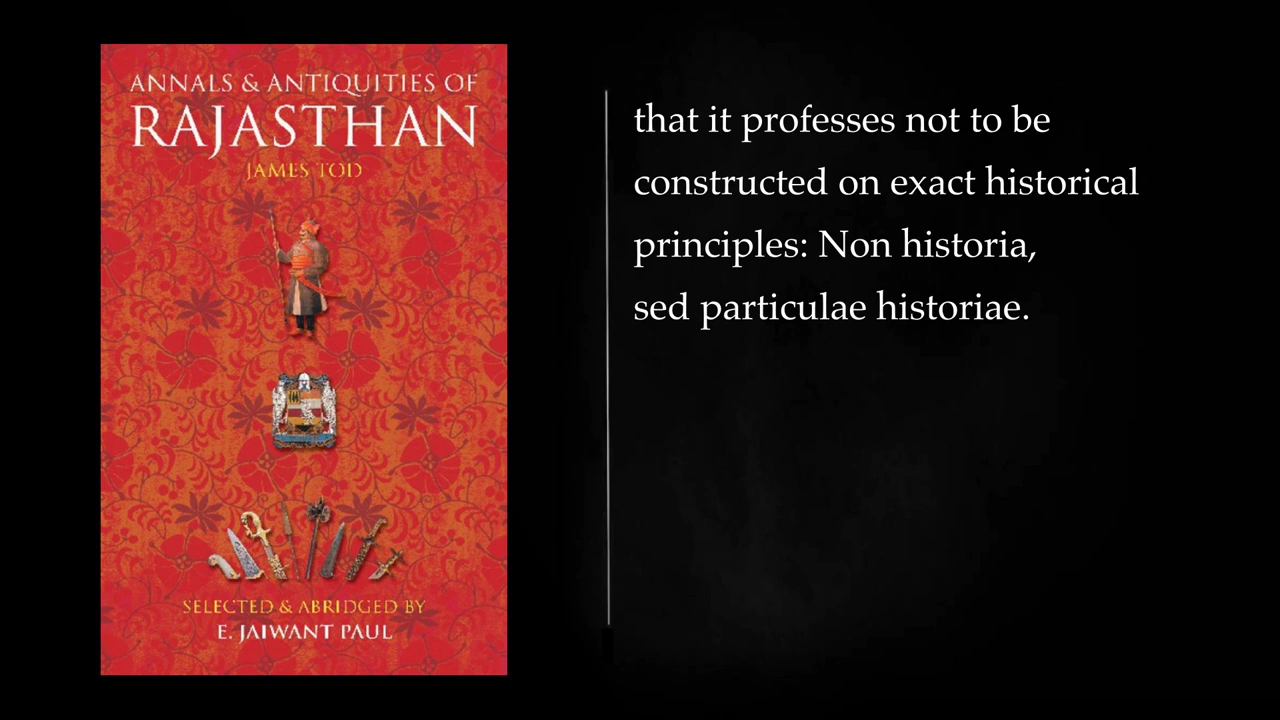 ANNALS & ANTIQUITIES OF
RAJASTHAN
JAMES TOD
SELECTED & ABRIDGED BY
E. JAIWANT PAUL
that it professes not to be
constructed on exact historical
principles: Non historia,
sed particulae historiae.